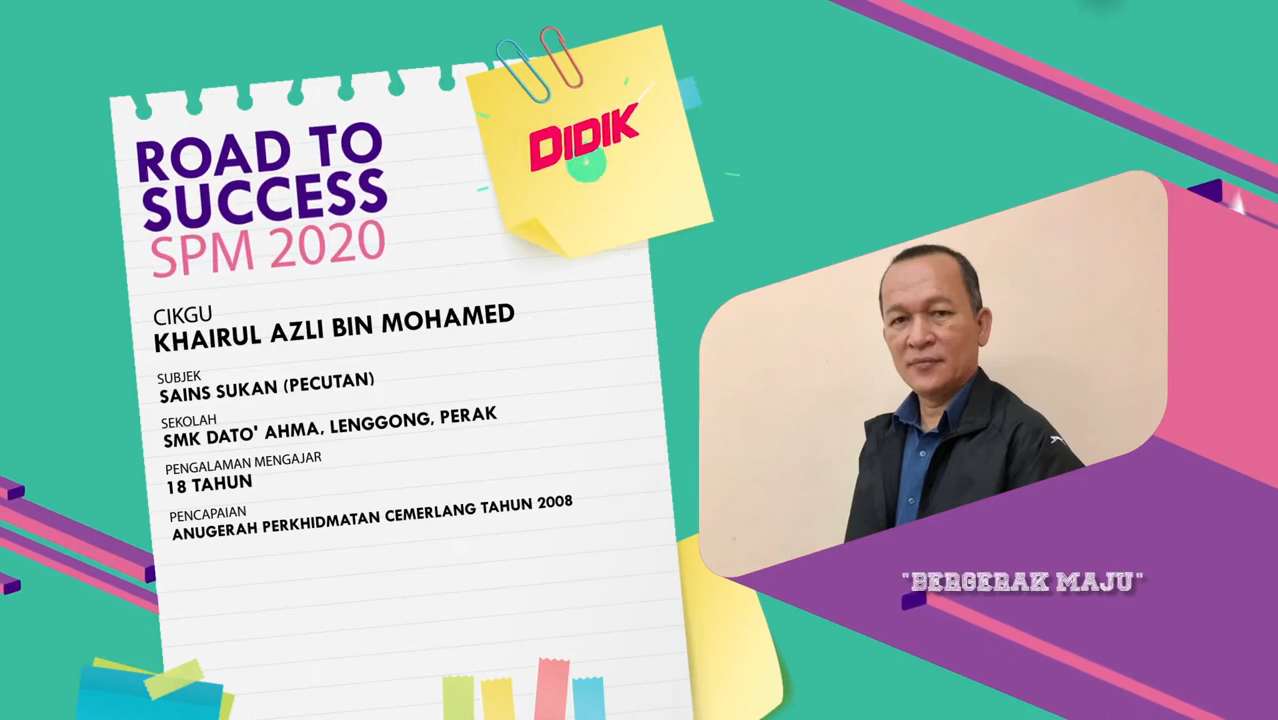 ROAD TO
SUCCESS
SPM 2020
DIDIK
CIKGU
KHAIRUL AZLI BIN MOHAMED
SUBJEK
SAINS SUKAN (PECUTAN)
SEKOLAH
SMK DATO' AHMA, LENGGONG, PERAK
PENGALAMAN MENGAJAR
18 TAHUN
PENCAPAIAN
ANUGERAH PERKHIDMATAN CEMERLANG TAHUN 2008
"BERGERAK MAJU"